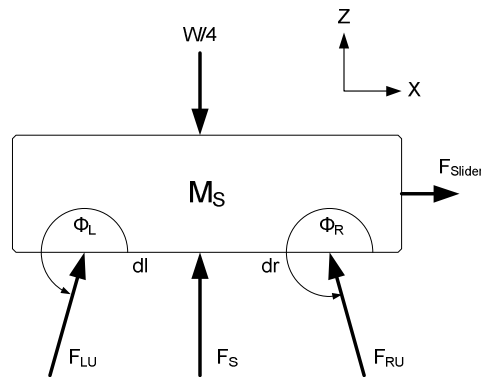 W/4
Z
X
F_Slider
M_S
Φ_L
Φ_R
dl
dr
F_LU
F_S
F_RU